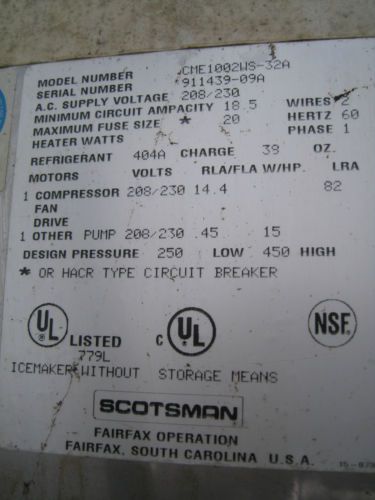 MODEL NUMBER CME1002WS-32A
SERIAL NUMBER 911439-09A
A.C. SUPPLY VOLTAGE 208/230
MINIMUM CIRCUIT AMPACITY 18.5 WIRES 2
MAXIMUM FUSE SIZE * 20 HERTZ 60
HEATER WATTS PHASE 1
REFRIGERANT 404A CHARGE 39 OZ.
MOTORS VOLTS RLA/FLA W/HP. LRA
1 COMPRESSOR 208/230 14.4 82
FAN
DRIVE
1 OTHER PUMP 208/230 .45 15
DESIGN PRESSURE 250 LOW 450 HIGH
* OR HACR TYPE CIRCUIT BREAKER
UL LISTED C UL NSF®
779L
ICEMAKER WITHOUT STORAGE MEANS
SCOTSMAN
FAIRFAX OPERATION
FAIRFAX, SOUTH CAROLINA U.S.A.